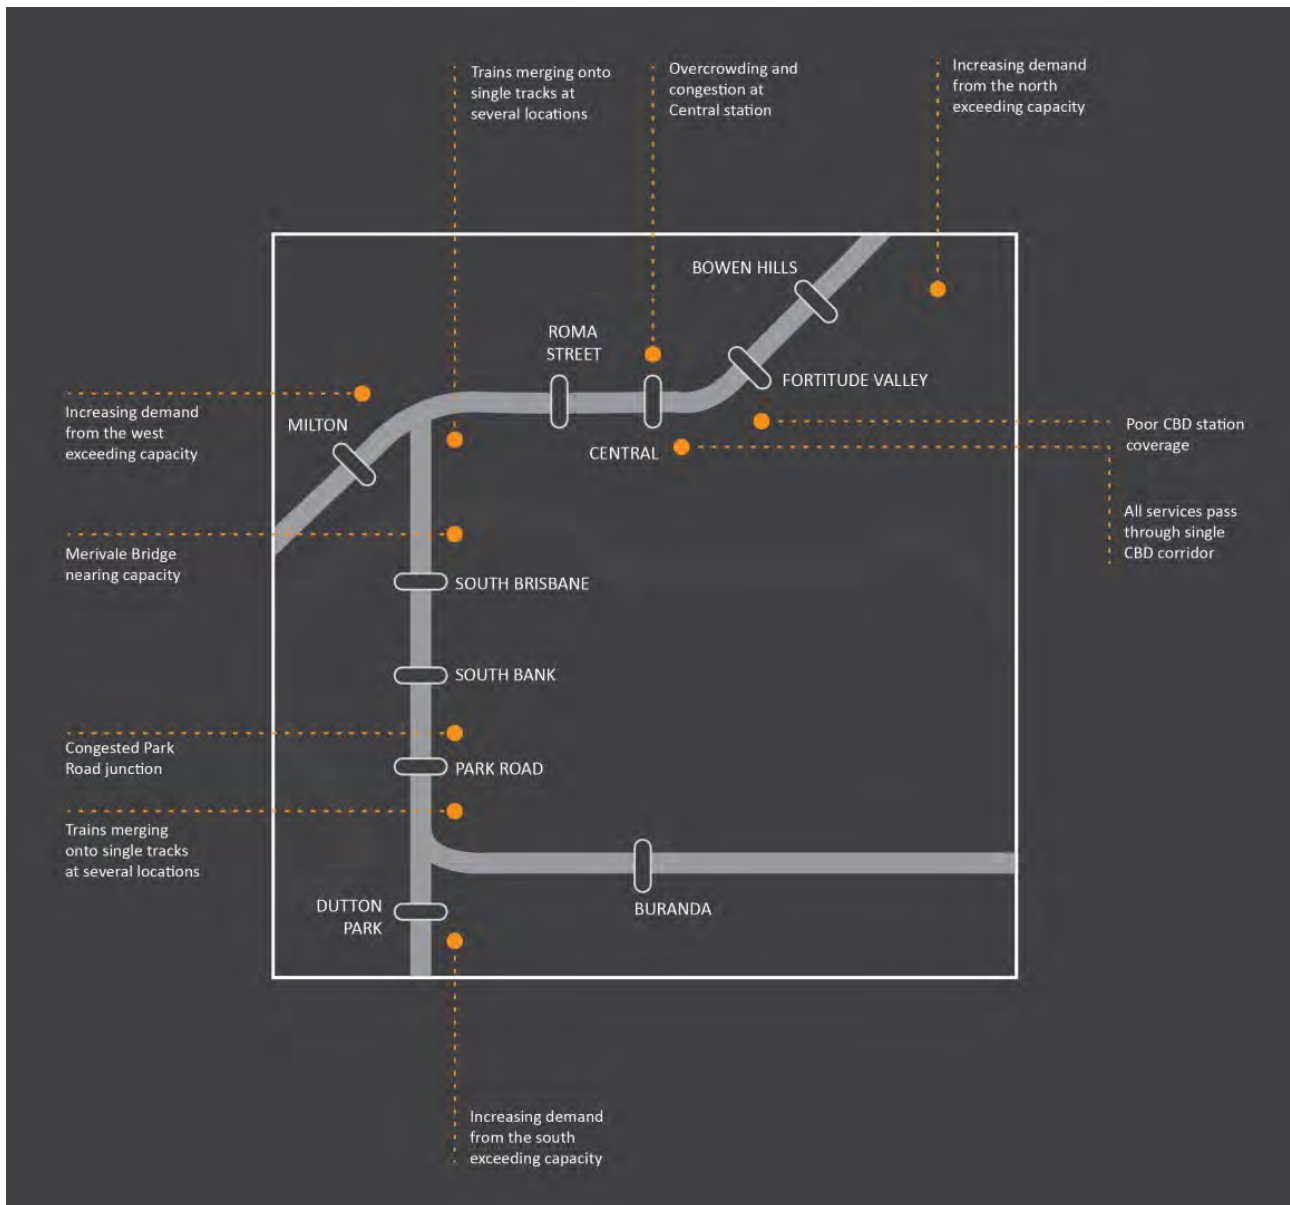 Trains merging onto
single tracks at
several locations
Overcrowding and
congestion at
Central station
Increasing demand
from the north
exceeding capacity
BOWEN HILLS
ROMA
STREET
FORTITUDE VALLEY
Increasing demand
from the west
exceeding capacity
MILTON
CENTRAL
Poor CBD station
coverage
All services pass
through single
CBD corridor
Merivale Bridge
nearing capacity
SOUTH BRISBANE
SOUTH BANK
Congested Park
Road junction
PARK ROAD
Trains merging
onto single tracks
at several locations
DUTTON
PARK
BURANDA
Increasing demand
from the south
exceeding capacity